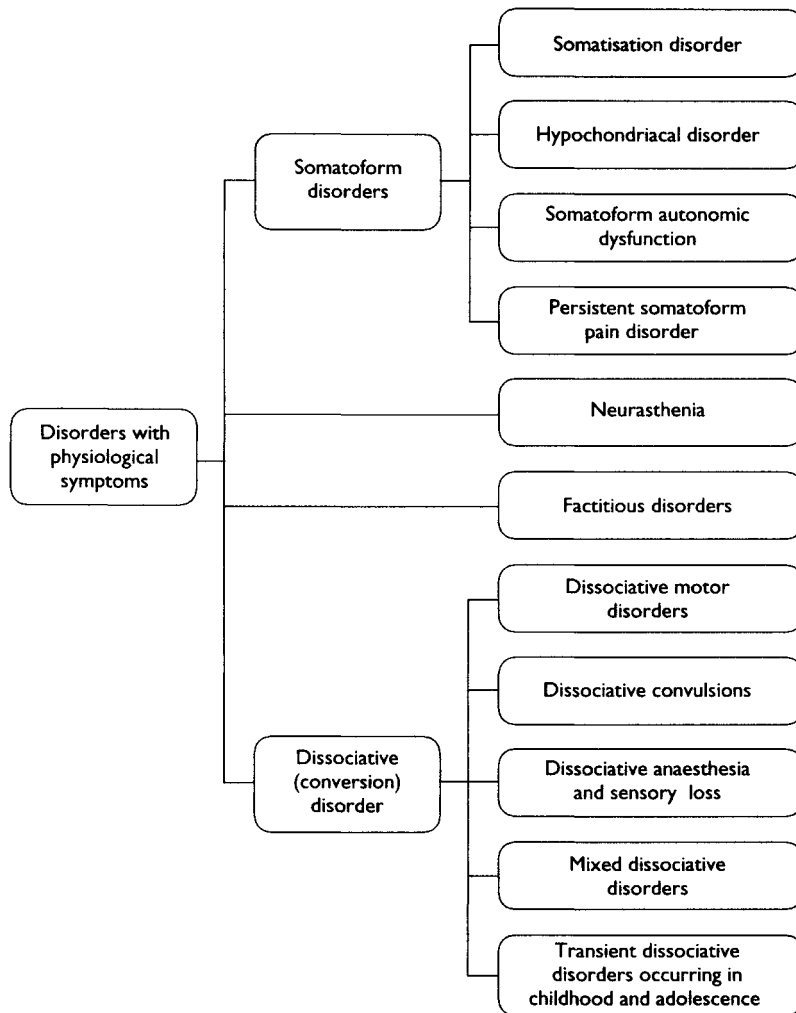 Somatisation disorder
Hypochondriacal disorder
Somatoform
disorders
Somatoform autonomic
dysfunction
Persistent somatoform
pain disorder
Neurasthenia
Disorders with
physiological
symptoms
Factitious disorders
Dissociative motor
disorders
Dissociative convulsions
Dissociative
(conversion)
disorder
Dissociative anaesthesia
and sensory loss
Mixed dissociative
disorders
Transient dissociative
disorders occurring in
childhood and adolescence